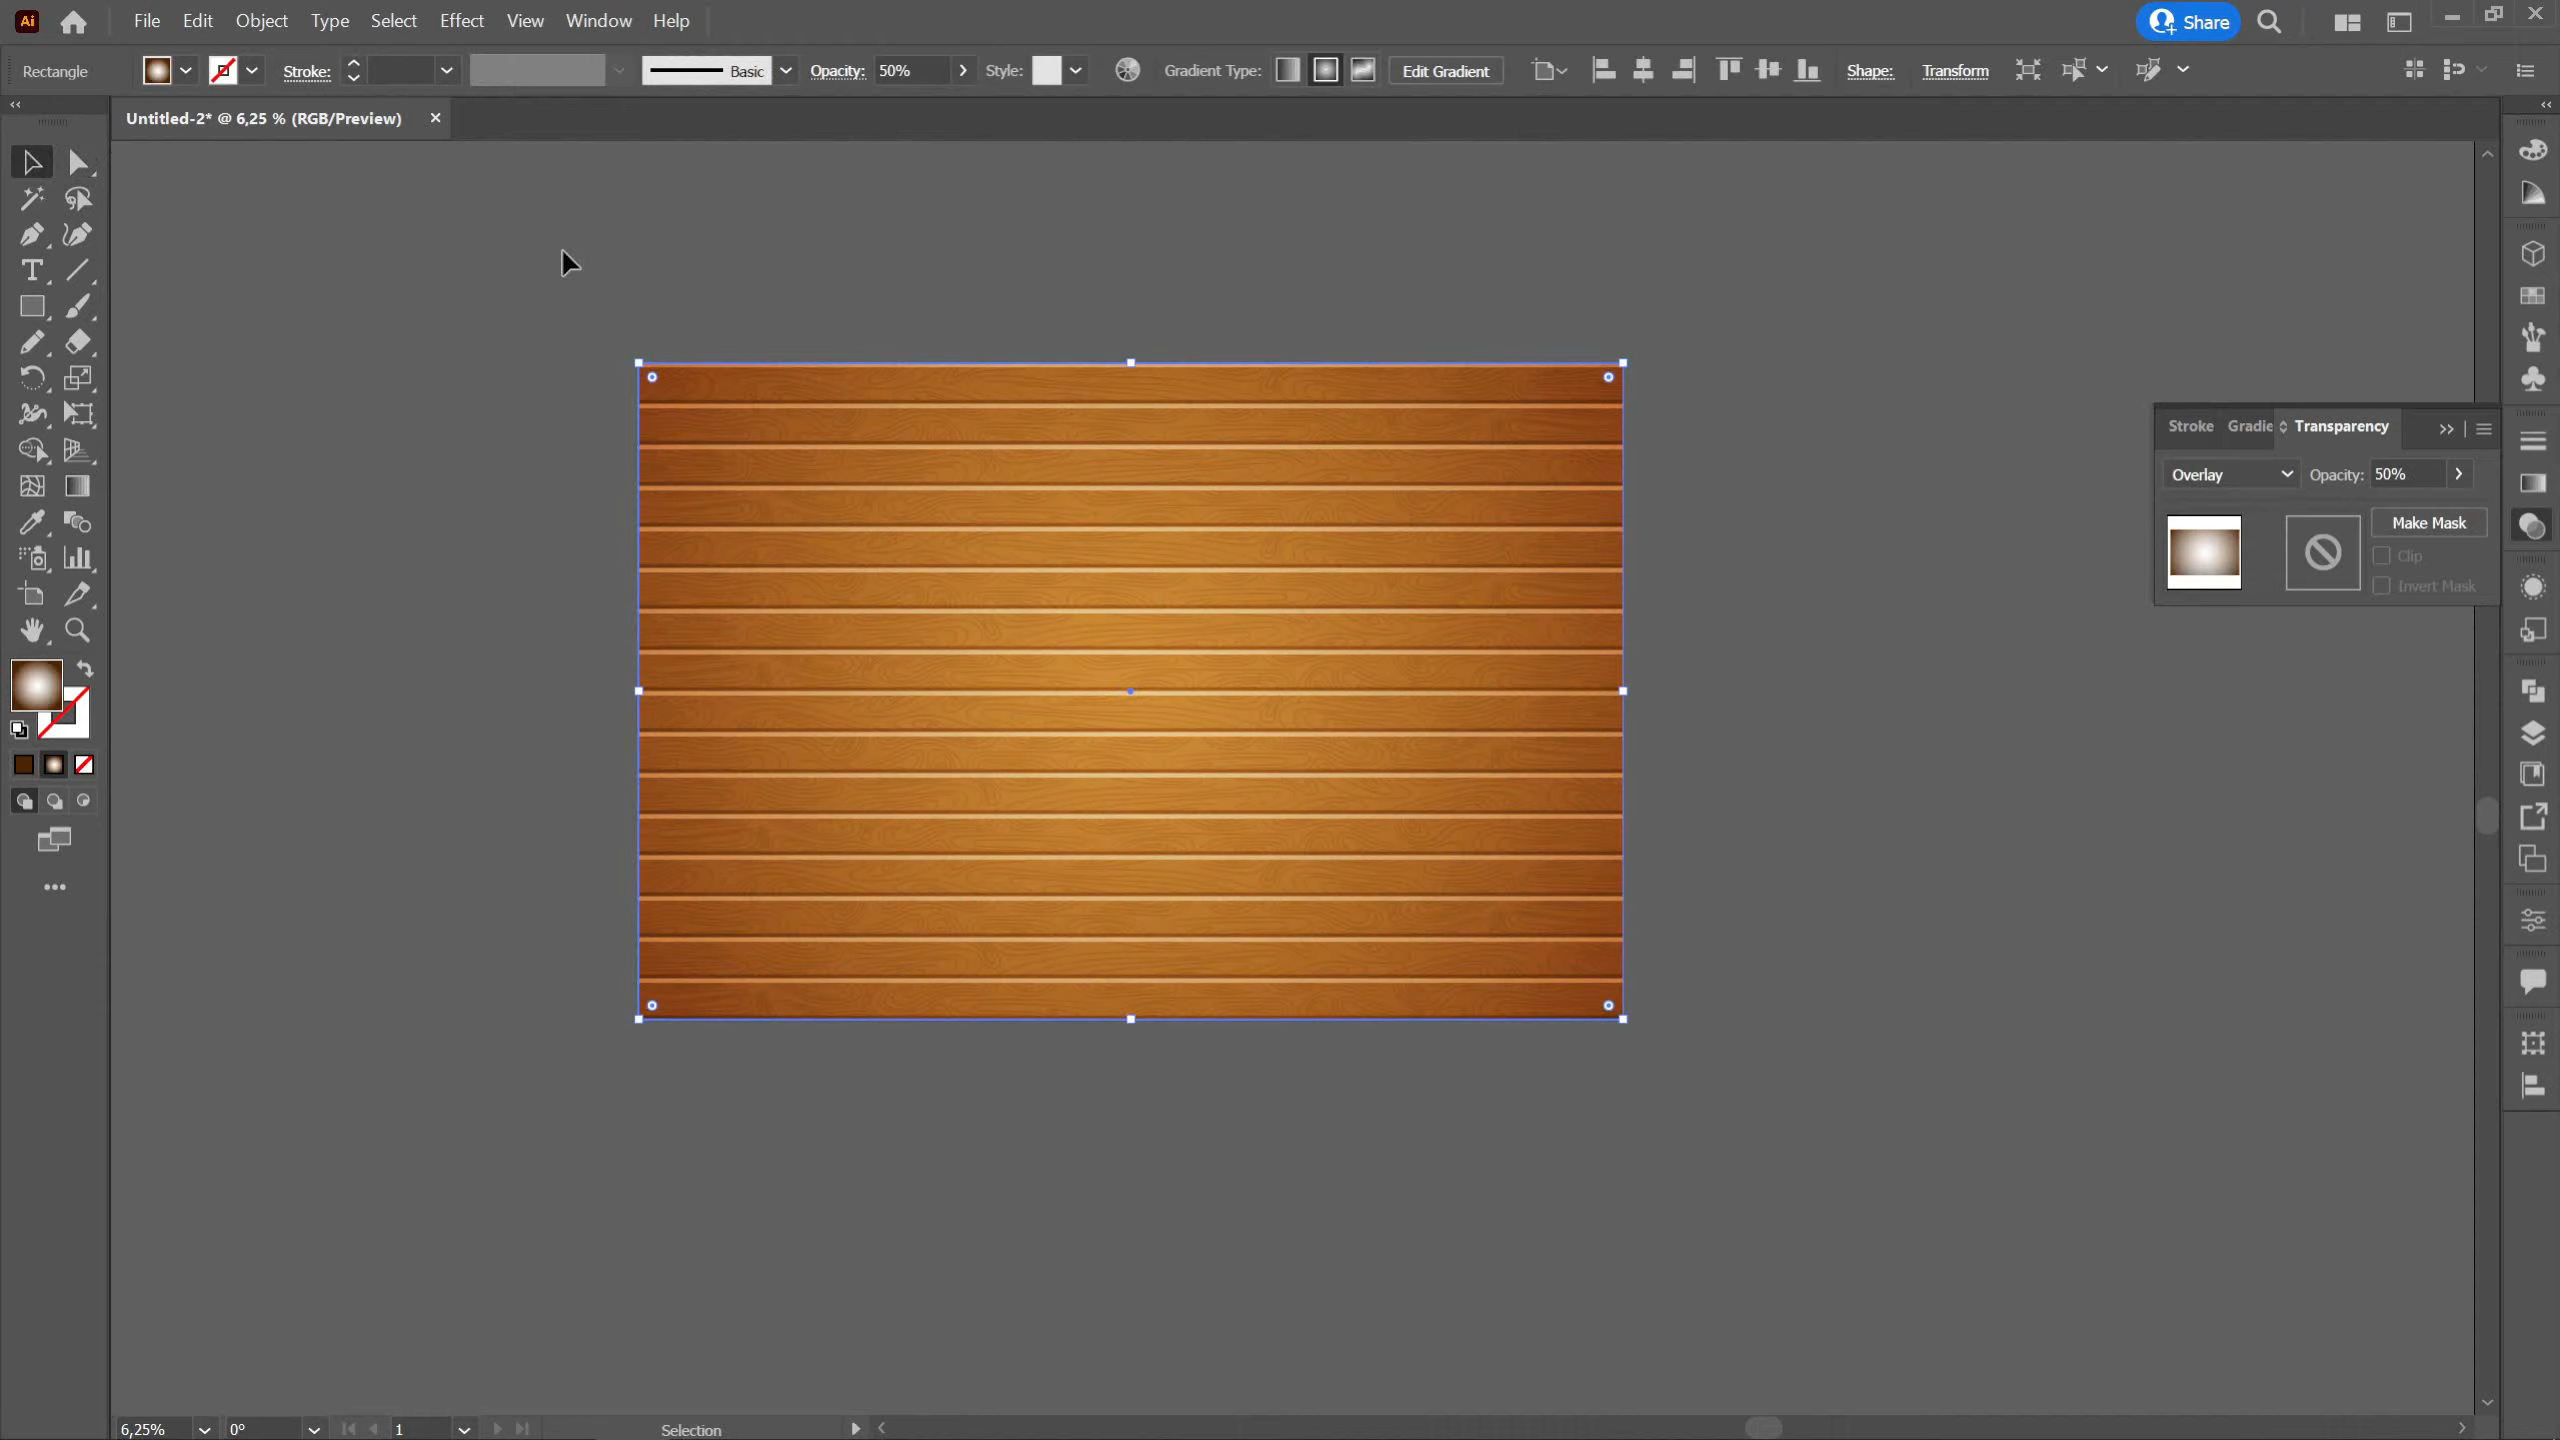 Ai File Edit Object Type Select Effect View Window Help Share
Rectangle Stroke: Basic Opacity: 50% Style: Gradient Type: Edit Gradient Shape: Transform
Untitled-2* @ 6,25 % (RGB/Preview)
Stroke Gradie Transparency
Overlay Opacity: 50%
Make Mask
Clip
Invert Mask
6,25% 0° 1 Selection